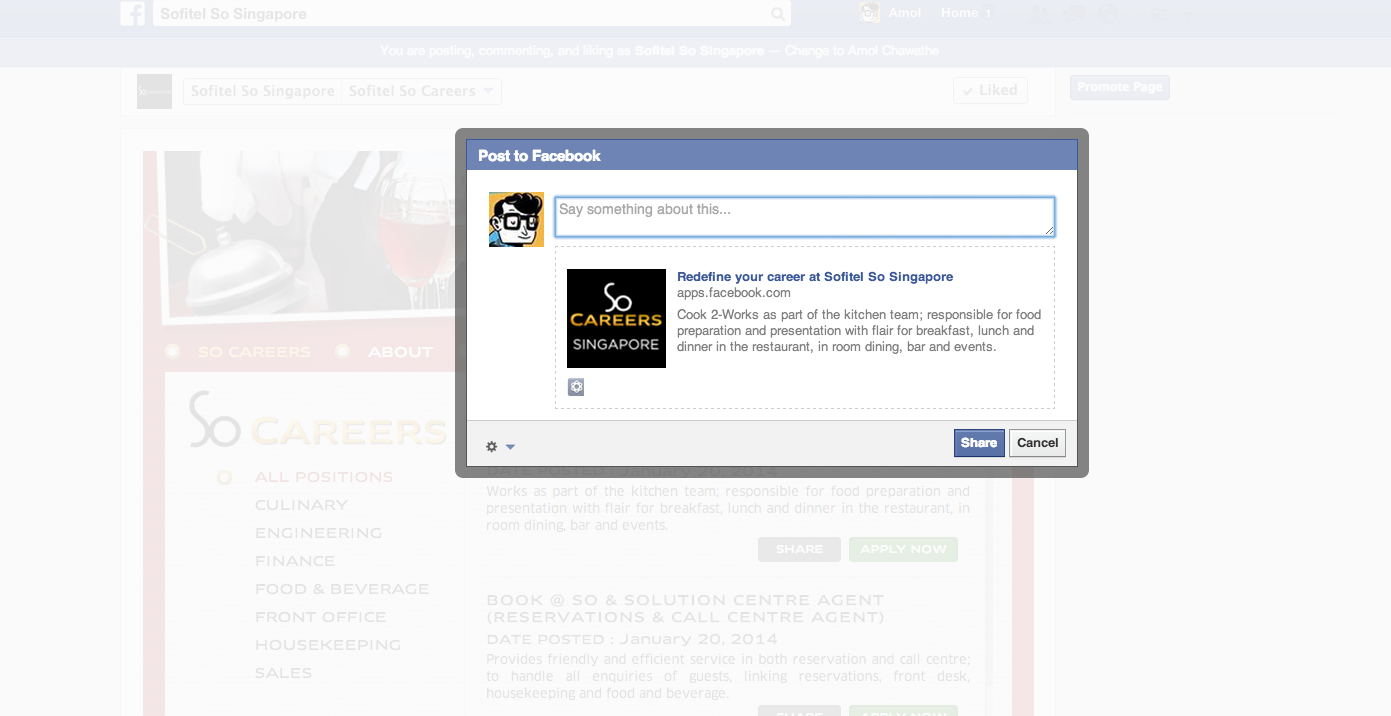 Sofitel So Singapore
Amol Home 1
You are posting, commenting, and liking as Sofitel So Singapore — Change to Amol Chawathe
Sofitel So Singapore Sofitel So Careers
Liked
Promote Page
Post to Facebook
Say something about this...
So
CAREERS
SINGAPORE
Redefine your career at Sofitel So Singapore
apps.facebook.com
Cook 2-Works as part of the kitchen team; responsible for food
preparation and presentation with flair for breakfast, lunch and
dinner in the restaurant, in room dining, bar and events.
Share Cancel
SO CAREERS ABOUT
So CAREERS
ALL POSITIONS
CULINARY
ENGINEERING
FINANCE
FOOD & BEVERAGE
FRONT OFFICE
HOUSEKEEPING
SALES
DATE POSTED : January 20, 2014
Works as part of the kitchen team; responsible for food preparation and
presentation with flair for breakfast, lunch and dinner in the restaurant, in
room dining, bar and events.
SHARE APPLY NOW
BOOK @ SO & SOLUTION CENTRE AGENT
(RESERVATIONS & CALL CENTRE AGENT)
DATE POSTED : January 20, 2014
Provides friendly and efficient service in both reservation and call centre;
to handle all enquiries of guests, linking reservations, front desk,
housekeeping and food and beverage.
SHARE APPLY NOW